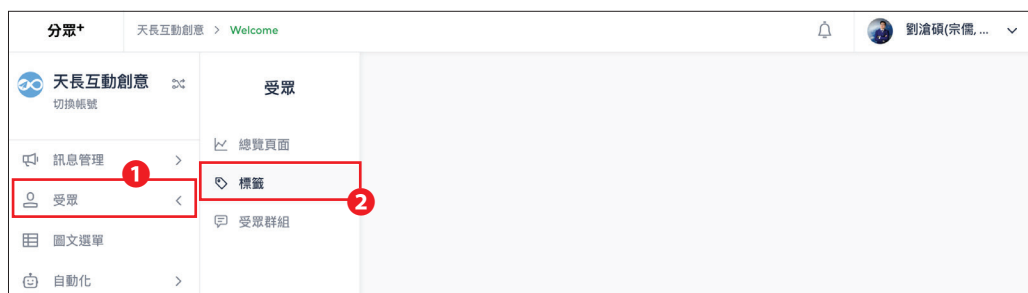 分眾+
天長互動創意 > Welcome
劉滄碩(宗儒, ...
天長互動創意
切換帳號
訊息管理
1
受眾
圖文選單
自動化
受眾
總覽頁面
標籤
2
受眾群組